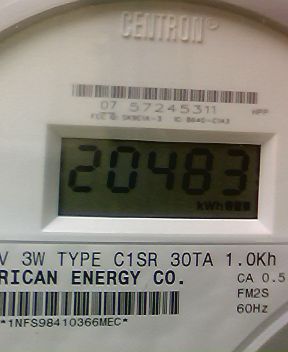 CENTRON®
07 57245311
20483
kWh
V 3W TYPE C1SR 30TA 1.0Kh
RICAN ENERGY CO.
CA 0.5
FM2S
60Hz
*1NFS98410366MEC*